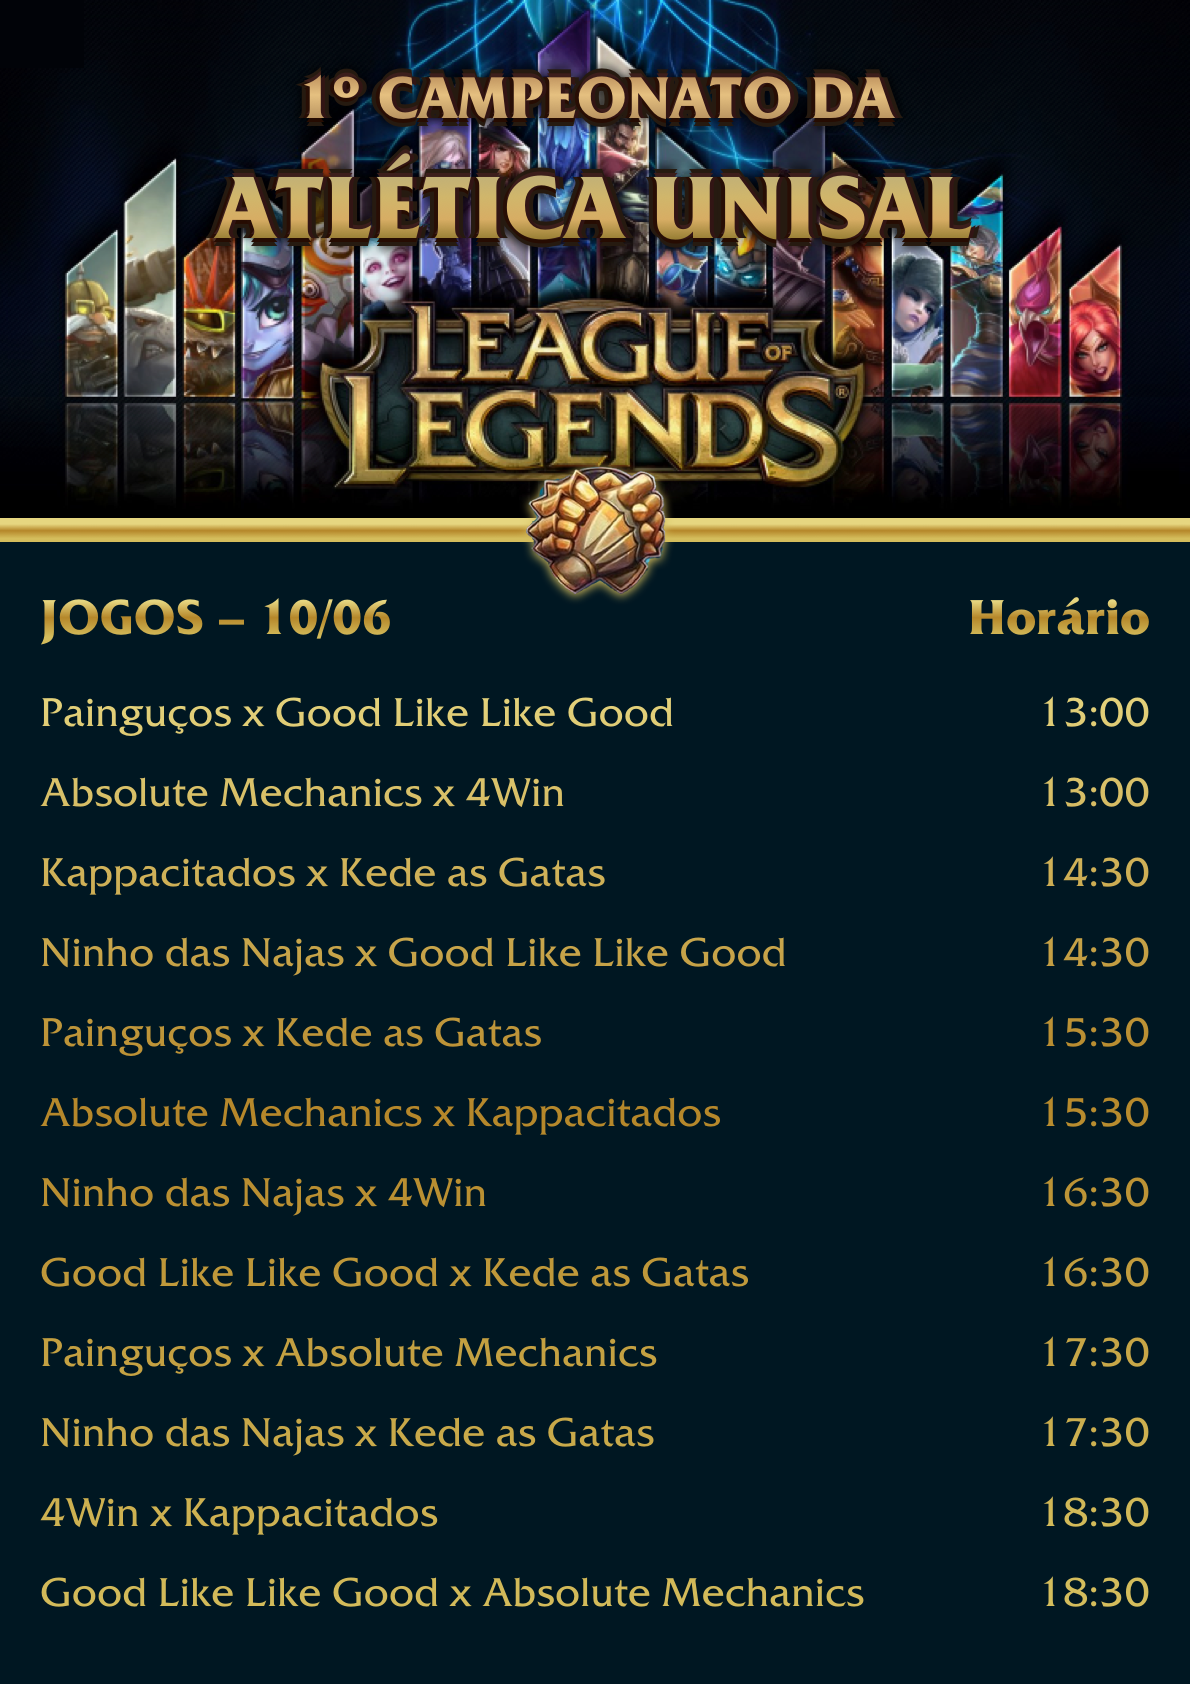 1º CAMPEONATO DA
ATLÉTICA UNISAL
LEAGUE OF
LEGENDS®
JOGOS – 10/06 Horário
Painguços x Good Like Like Good 13:00
Absolute Mechanics x 4Win 13:00
Kappacitados x Kede as Gatas 14:30
Ninho das Najas x Good Like Like Good 14:30
Painguços x Kede as Gatas 15:30
Absolute Mechanics x Kappacitados 15:30
Ninho das Najas x 4Win 16:30
Good Like Like Good x Kede as Gatas 16:30
Painguços x Absolute Mechanics 17:30
Ninho das Najas x Kede as Gatas 17:30
4Win x Kappacitados 18:30
Good Like Like Good x Absolute Mechanics 18:30